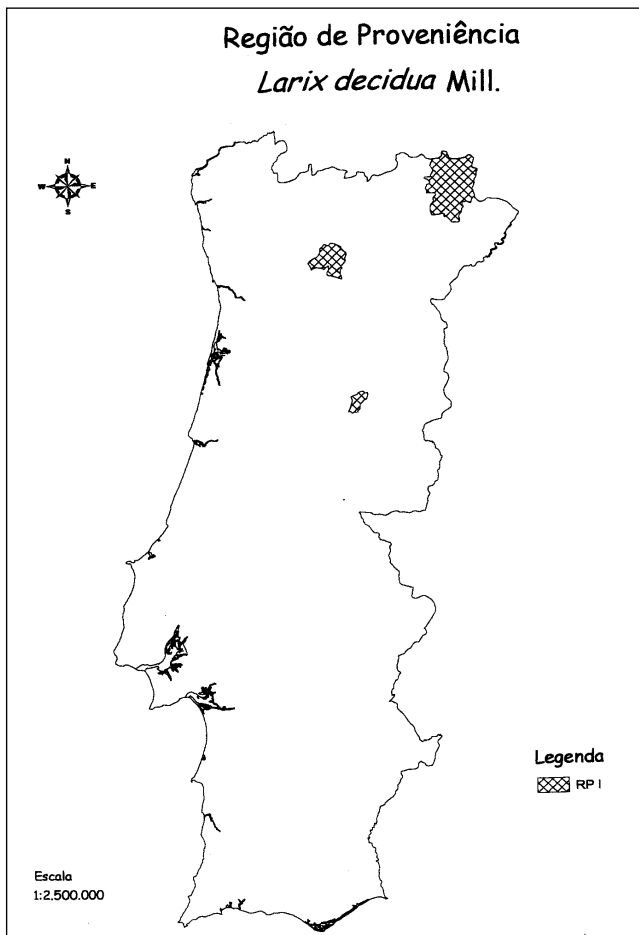 Região de Proveniência
Larix decidua Mill.
N
W E
S
Legenda
RP I
Escala
1:2.500.000